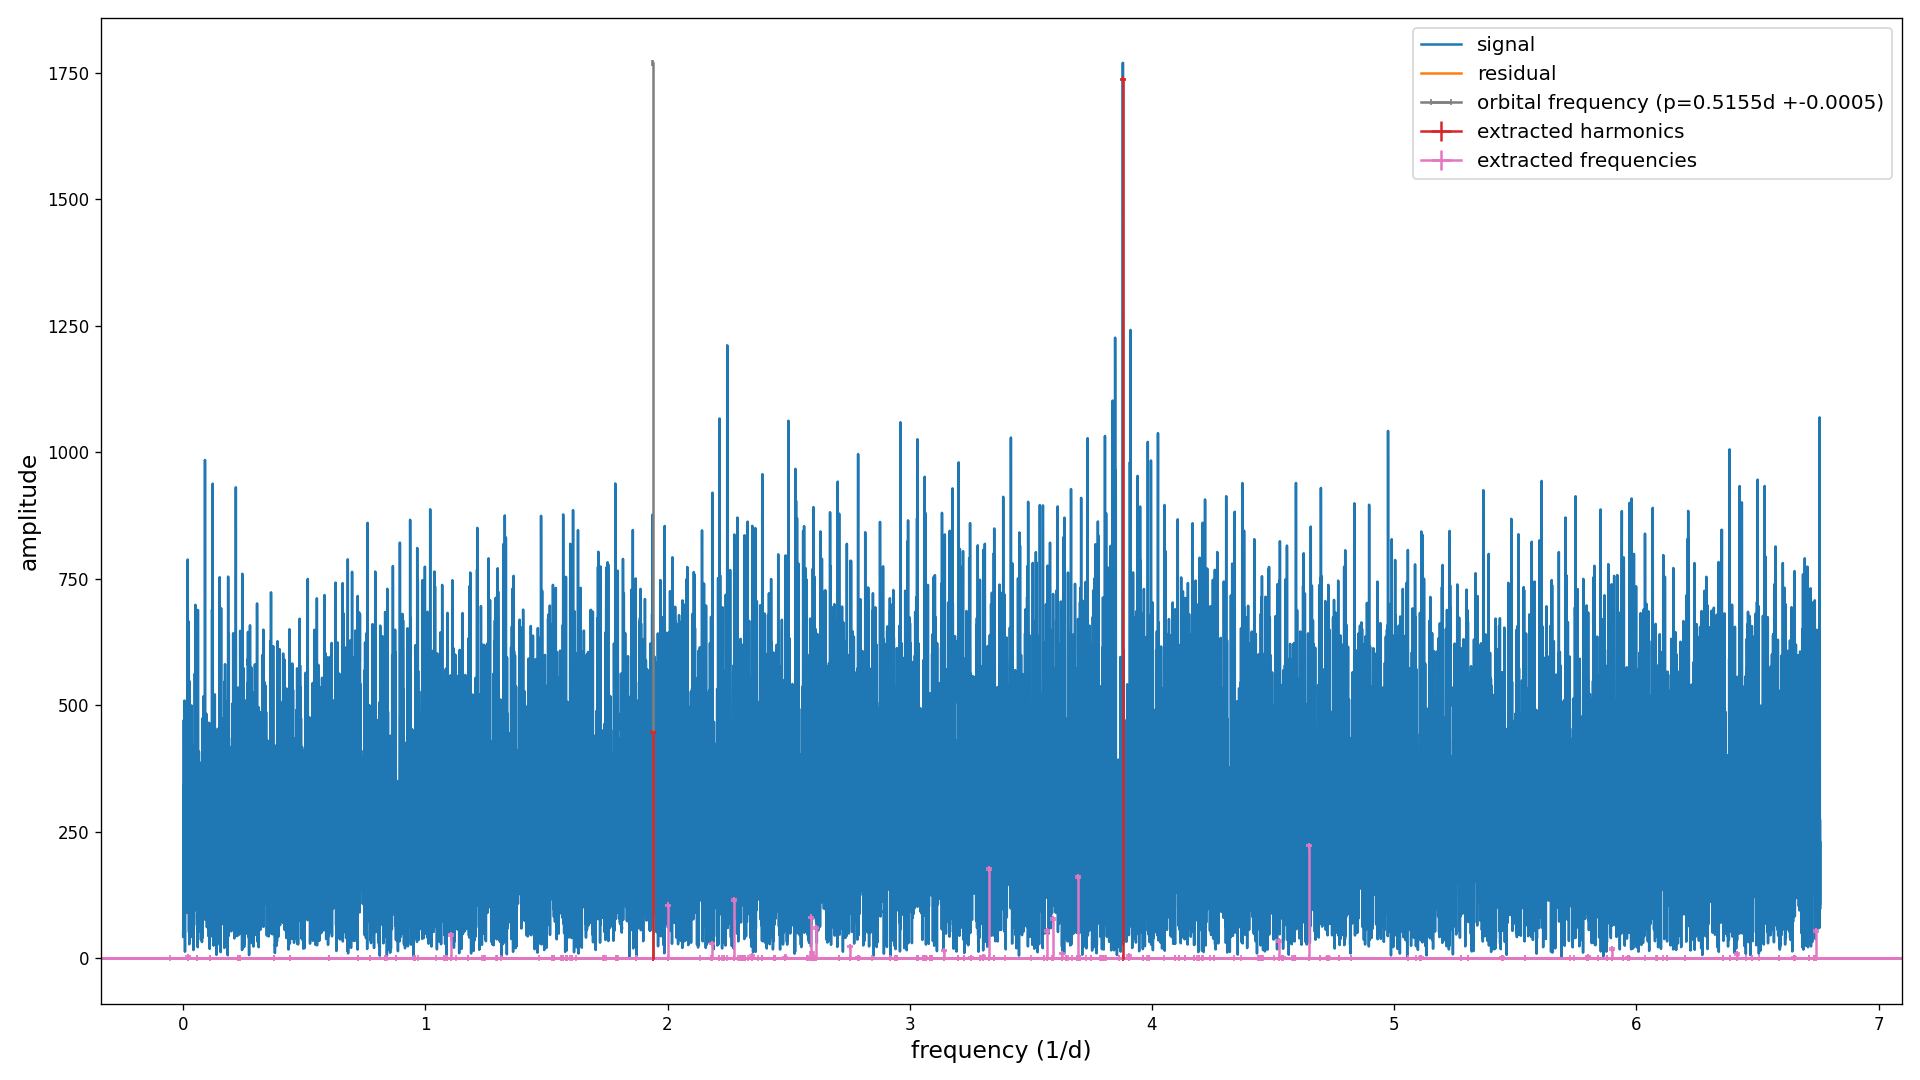 signal
residual
orbital frequency (p=0.5155d +-0.0005)
extracted harmonics
extracted frequencies
1750
1500
1250
1000
750
500
250
0
amplitude
0 1 2 3 4 5 6 7
frequency (1/d)